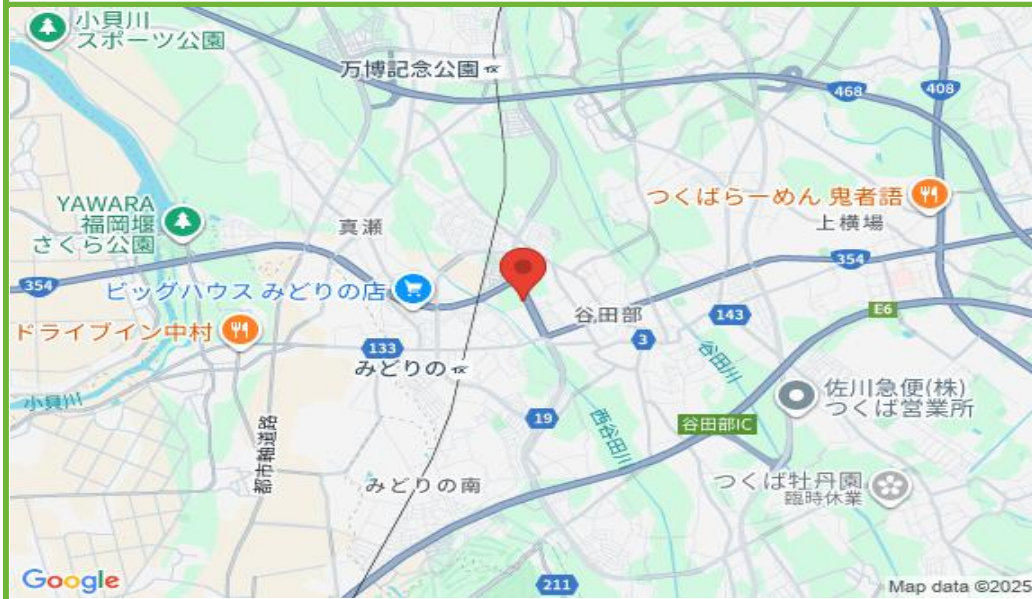 小貝川
スポーツ公園
万博記念公園
468
408
YAWARA
福岡堰
さくら公園
真瀬
つくばらーめん 鬼者語
上横場
354
354
ビッグハウス みどりの店
谷田部
143
E6
ドライブイン中村
133
3
谷田川
みどりの
小貝川
都市軸道路
19
西谷田川
谷田部IC
佐川急便(株)
つくば営業所
みどりの南
つくば牡丹園
臨時休業
Google
211
Map data ©2025